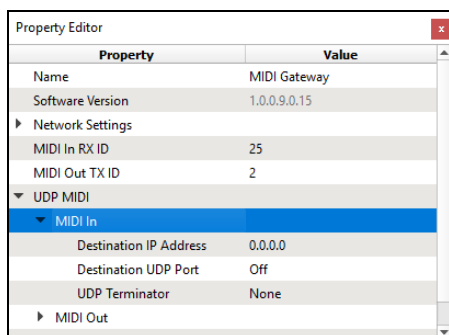 Property Editor x
Property Value
Name MIDI Gateway
Software Version 1.0.0.9.0.15
Network Settings
MIDI In RX ID 25
MIDI Out TX ID 2
UDP MIDI
MIDI In
Destination IP Address 0.0.0.0
Destination UDP Port Off
UDP Terminator None
MIDI Out